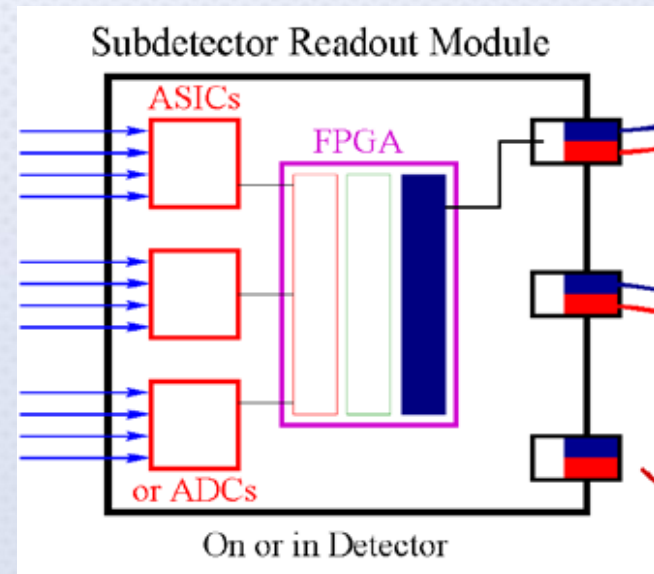 Subdetector Readout Module
ASICs
FPGA
or ADCs
On or in Detector